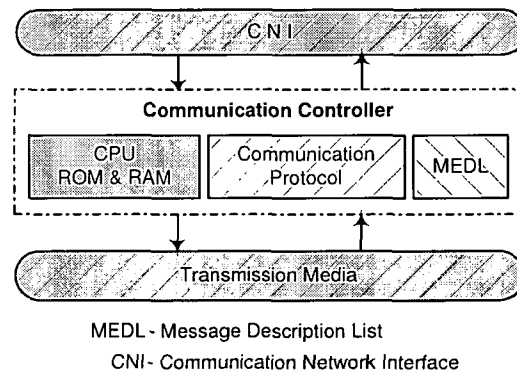 CNI
Communication Controller
CPU
ROM & RAM
Communication
Protocol
MEDL
Transmission Media
MEDL - Message Description List
CNI - Communication Network Interface